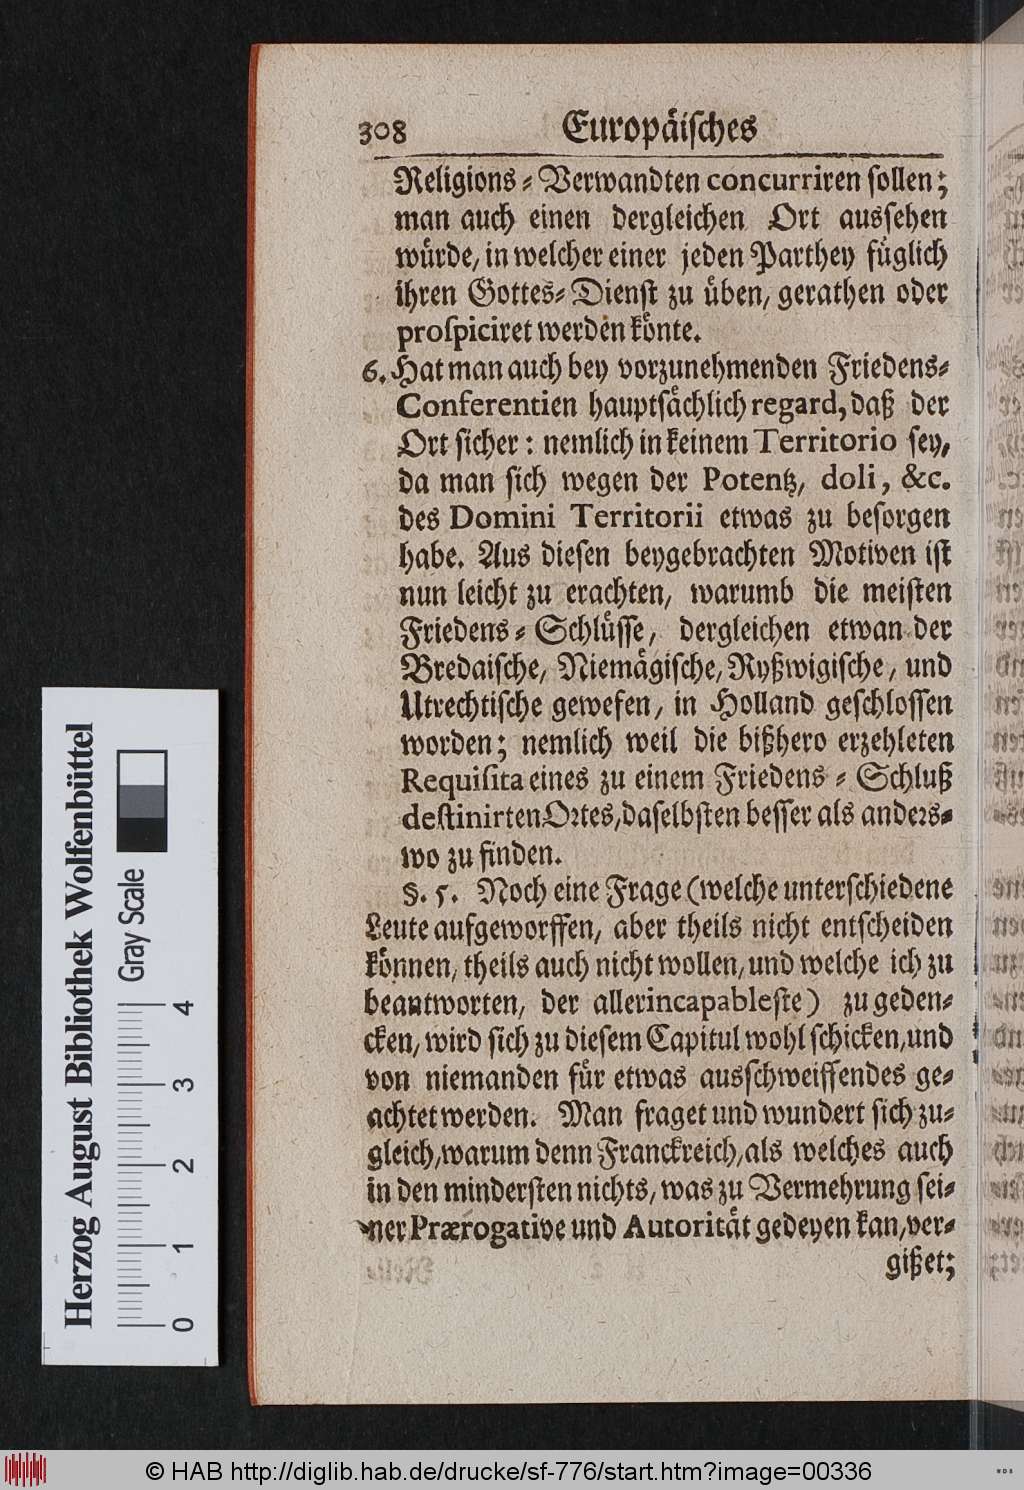 308 Europäisches
Religions-Verwandten concurriren sollen;
man auch einen dergleichen Ort aussehen
würde, in welcher einer jeden Parthey füglich
ihren Gottes-Dienst zu üben, gerathen oder
prospiciret werden könte.
6. Hat man auch bey vorzunehmenden Friedens-
Conferentien hauptsächlich regard, daß der
Ort sicher: nemlich in keinem Territorio sey,
da man sich wegen der Potentz, doli, &c.
des Domini Territorii etwas zu besorgen
habe. Aus diesen beygebrachten Motiven ist
nun leicht zu erachten, warumb die meisten
Friedens-Schlüsse, dergleichen etwan der
Bredaische, Niemägische, Ryßwigische, und
Utrechtische gewesen, in Holland geschlossen
worden; nemlich weil die bißhero erzehleten
Requisita eines zu einem Friedens-Schluß
destinirten Ortes, daselbsten besser als anders-
wo zu finden.
§. 5. Noch eine Frage (welche unterschiedene
Leute aufgeworffen, aber theils nicht entscheiden
können, theils auch nicht wollen, und welche ich zu
beantworten, der allerincapableste) zu geden-
cken, wird sich zu diesem Capitul wohl schicken, und
von niemanden für etwas ausschweiffendes ge-
achtet werden. Man fraget und wundert sich zu-
gleich, warum denn Franckreich, als welches auch
in den mindersten nichts, was zu Vermehrung sei-
ner Prærogative und Autorität gedeyen kan, ver-
gißet;
Herzog August Bibliothek Wolfenbüttel
Gray Scale
0 1 2 3 4
© HAB http://diglib.hab.de/drucke/sf-776/start.htm?image=00336